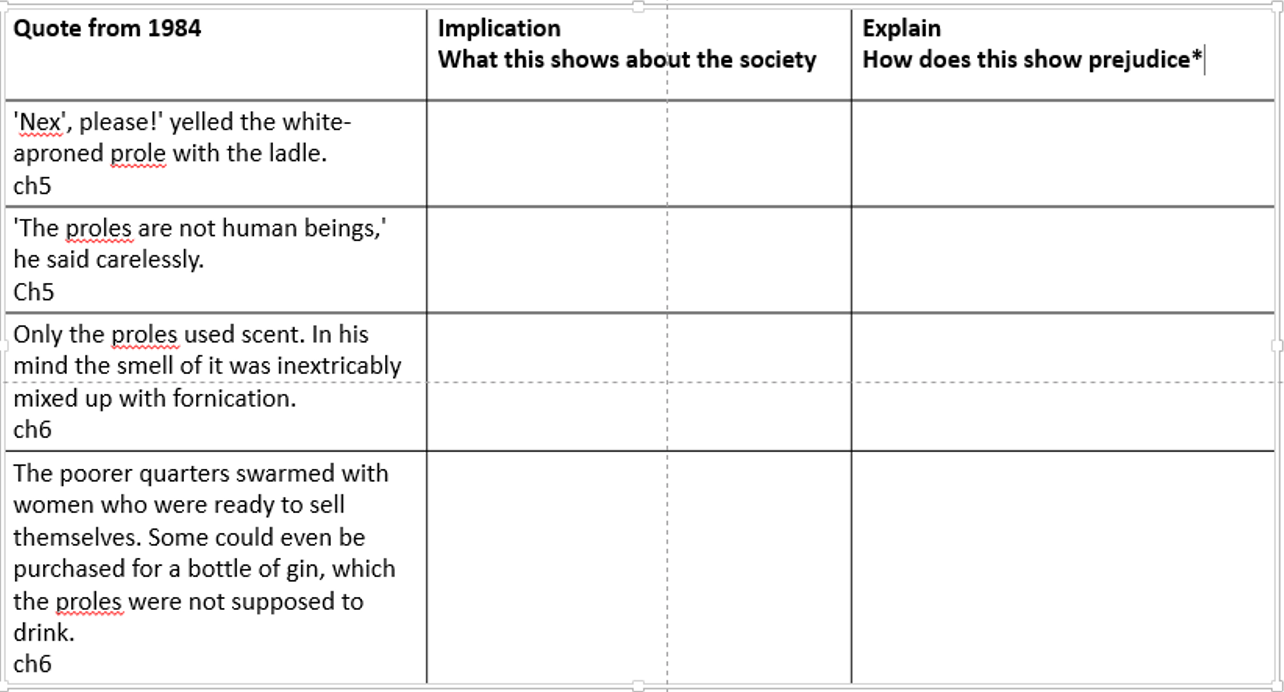 Quote from 1984
Implication
What this shows about the society
Explain
How does this show prejudice*
'Nex', please!' yelled the white-
aproned prole with the ladle.
ch5
'The proles are not human beings,'
he said carelessly.
Ch5
Only the proles used scent. In his
mind the smell of it was inextricably
mixed up with fornication.
ch6
The poorer quarters swarmed with
women who were ready to sell
themselves. Some could even be
purchased for a bottle of gin, which
the proles were not supposed to
drink.
ch6